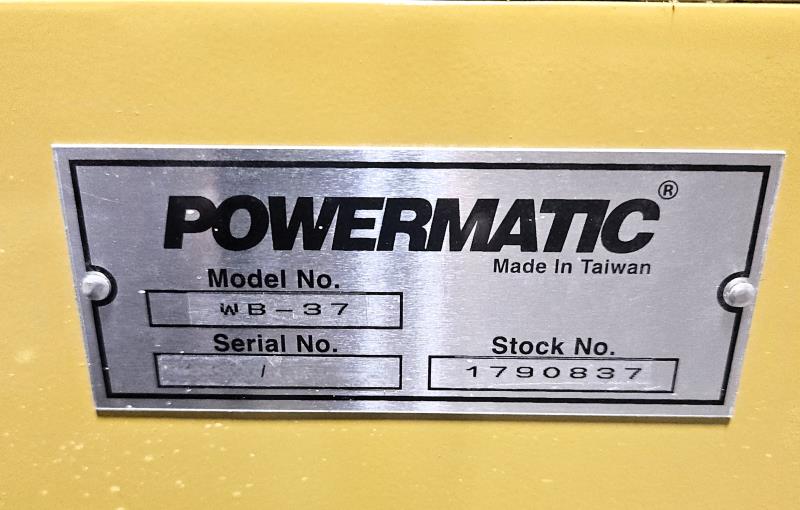 POWERMATIC®
Made In Taiwan
Model No.
WB-37
Serial No.
/
Stock No.
1790837